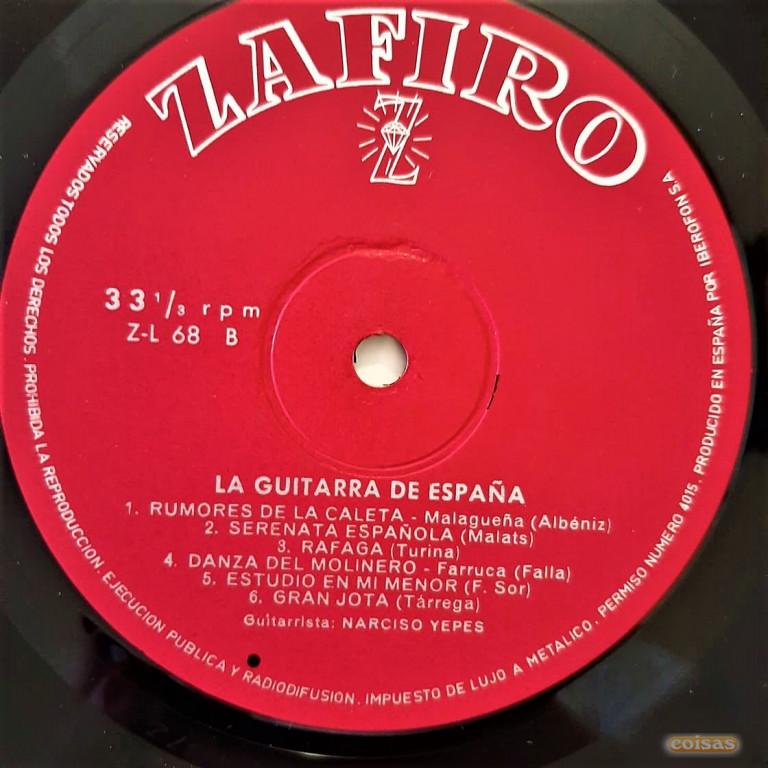 ZAFIRO
Z
33 1/3 rpm
Z-L 68 B
LA GUITARRA DE ESPAÑA
1. RUMORES DE LA CALETA - Malagueña (Albéniz)
2. SERENATA ESPAÑOLA (Malats)
3. RAFAGA (Turina)
4. DANZA DEL MOLINERO - Farruca (Falla)
5. ESTUDIO EN MI MENOR (F. Sor)
6. GRAN JOTA (Tárrega)
Guitarrista: NARCISO YEPES
RESERVADOS TODOS LOS DERECHOS. PROHIBIDA LA REPRODUCCION. EJECUCION PUBLICA Y RADIODIFUSION. IMPUESTO DE LUJO A METALICO. PERMISO NUMERO 4015. PRODUCIDO EN ESPAÑA POR IBEROFON S.A
coisas